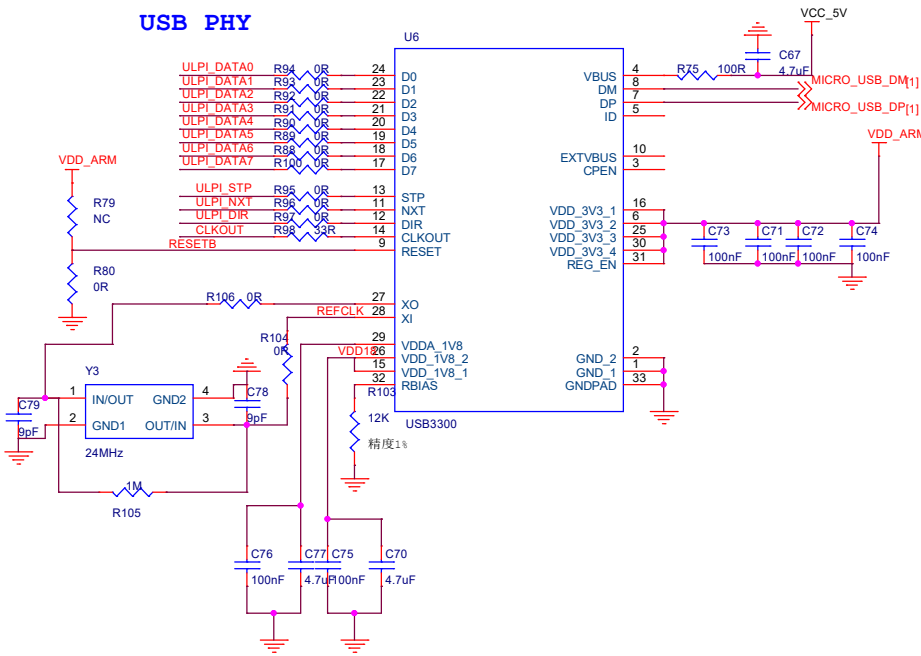 USB PHY
VCC_5V
U6
C67
4.7uF
ULPI_DATA0 R94 0R 24 D0
ULPI_DATA1 R93 0R 23 D1
ULPI_DATA2 R92 0R 22 D2
ULPI_DATA3 R91 0R 21 D3
ULPI_DATA4 R90 0R 20 D4
ULPI_DATA5 R89 0R 19 D5
ULPI_DATA6 R88 0R 18 D6
ULPI_DATA7 R100 0R 17 D7
VBUS 4 R75 100R
DM 8 MICRO_USB_DM[1]
DP 7 MICRO_USB_DP[1]
ID 5
VDD_ARM
EXTVBUS 10
CPEN 3
VDD_ARM
R79
NC
ULPI_STP R95 0R 13 STP
ULPI_NXT R96 0R 11 NXT
ULPI_DIR R97 0R 12 DIR
CLKOUT R98 33R 14 CLKOUT
RESETB 9 RESET
VDD_3V3_1 16
VDD_3V3_2 6
VDD_3V3_3 25
VDD_3V3_4 30
REG_EN 31
C73 C71 C72 C74
100nF 100nF 100nF 100nF
R80
0R
R106 0R 27 XO
REFCLK 28 XI
R104
0R
29 VDDA_1V8
VDD18 26 VDD_1V8_2
15 VDD_1V8_1
32 RBIAS
GND_2 2
GND_1 1
GNDPAD 33
R103
12K
精度1%
USB3300
Y3
C79
9pF
1 IN/OUT GND2 4
2 GND1 OUT/IN 3
C78
9pF
24MHz
1M
R105
C76 C77 C75 C70
100nF 4.7uF 100nF 4.7uF